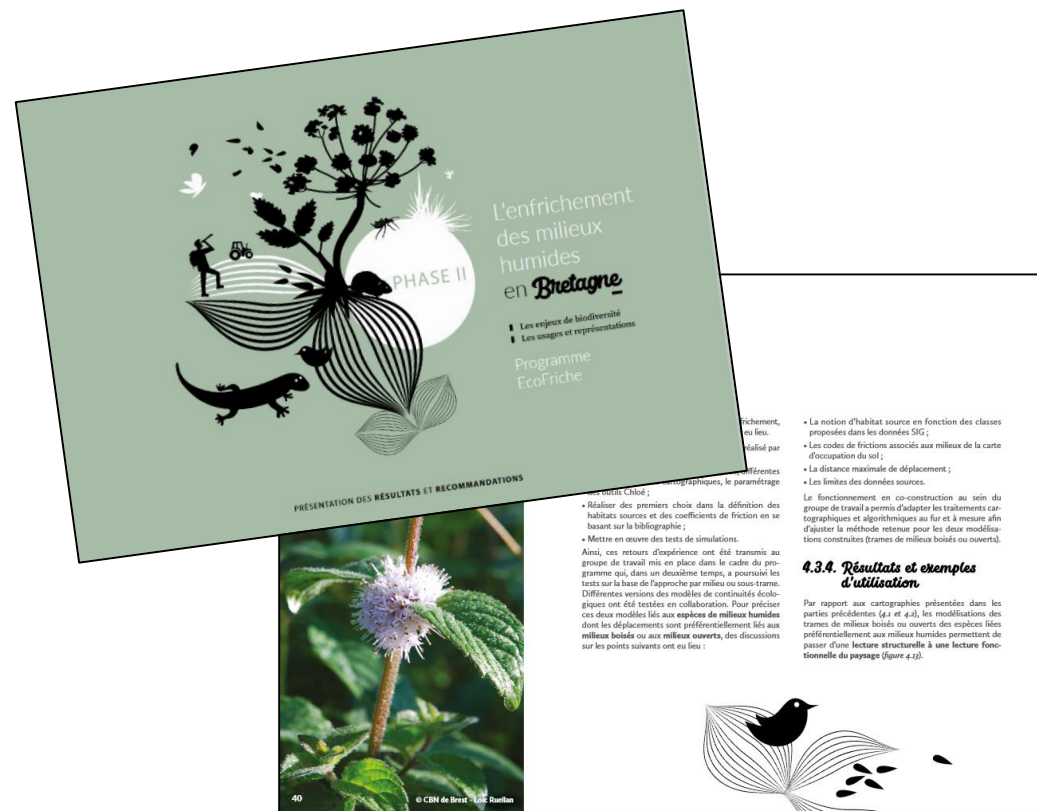 PHASE II
L'enfrichement
des milieux
humides
en Bretagne
Les enjeux de biodiversité
Les usages et représentations
Programme
EcoFriche
PRÉSENTATION DES RÉSULTATS ET RECOMMANDATIONS
eu lieu.
réalisé par
différentes
cartographiques, le paramétrage
des outils Chloé ;
• Réaliser des premiers choix dans la définition des
habitats sources et des coefficients de friction en se
basant sur la bibliographie ;
• Mettre en œuvre des tests de simulations.
Ainsi, ces retours d'expérience ont été transmis au
groupe de travail mis en place dans le cadre du pro-
gramme qui, dans un deuxième temps, a poursuivi les
tests sur la base de l'approche par milieu ou sous-trame.
Différentes versions des modèles de continuités écolo-
giques ont été testées en collaboration. Pour préciser
ces deux modèles liés aux espèces de milieux humides
dont les déplacements sont préférentiellement liés aux
milieux boisés ou aux milieux ouverts, des discussions
sur les points suivants ont eu lieu :
• La notion d'habitat source en fonction des classes
proposées dans les données SIG ;
• Les codes de frictions associés aux milieux de la carte
d'occupation du sol ;
• La distance maximale de déplacement ;
• Les limites des données sources.
Le fonctionnement en co-construction au sein du
groupe de travail a permis d'adapter les traitements car-
tographiques et algorithmiques au fur et à mesure afin
d'ajuster la méthode retenue pour les deux modélisa-
tions construites (trames de milieux boisés ou ouverts).
4.3.4. Résultats et exemples
d'utilisation
Par rapport aux cartographies présentées dans les
parties précédentes (4.1 et 4.2), les modélisations des
trames de milieux boisés ou ouverts des espèces liées
préférentiellement aux milieux humides permettent de
passer d'une lecture structurelle à une lecture fonc-
tionnelle du paysage (figure 4.13).
40
© CBN de Brest - Loïc Ruellan